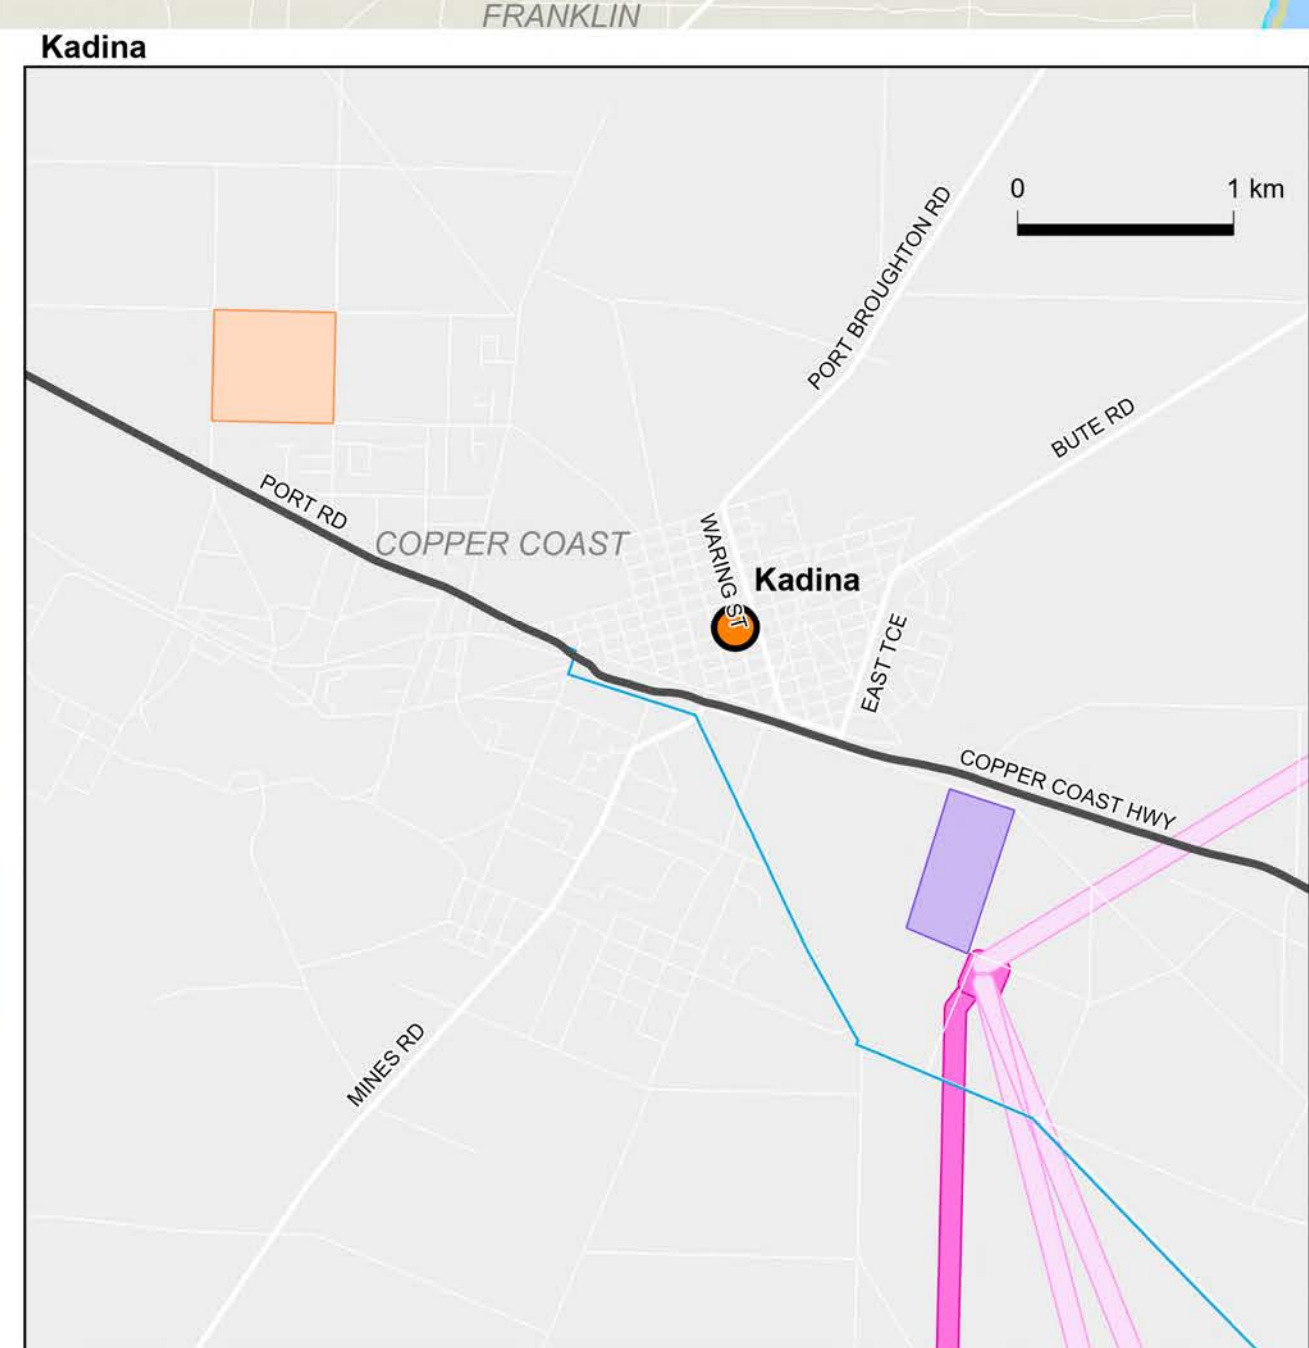 FRANKLIN
Kadina
0 1 km
PORT BROUGHTON RD
BUTE RD
PORT RD
COPPER COAST
WARING ST
Kadina
EAST TCE
COPPER COAST HWY
MINES RD